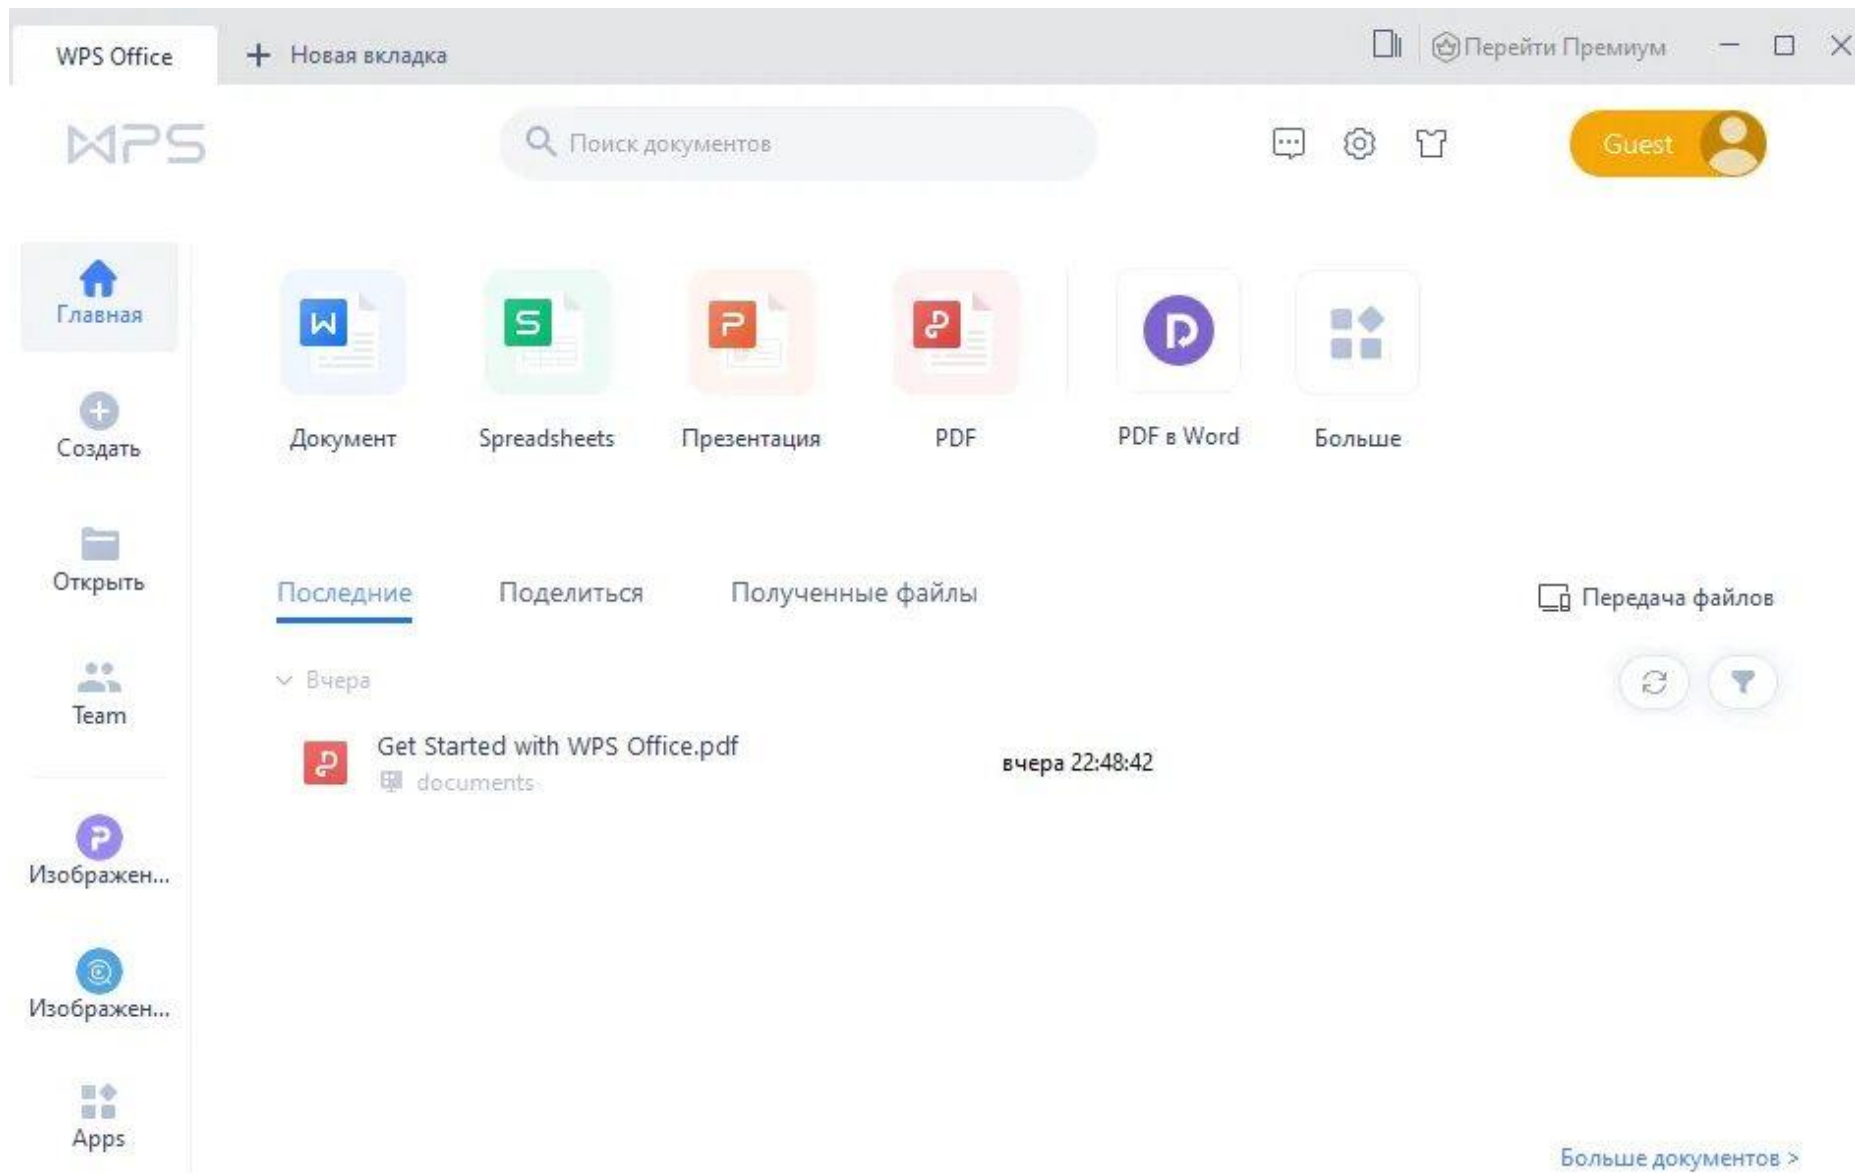 WPS Office
Новая вкладка
Перейти Премиум
WPS
Поиск документов
Guest
Главная
Создать
Открыть
Team
Изображен...
Изображен...
Apps
Документ
Spreadsheets
Презентация
PDF
PDF в Word
Больше
Последние
Поделиться
Полученные файлы
Передача файлов
Вчера
Get Started with WPS Office.pdf
вчера 22:48:42
documents
Больше документов >